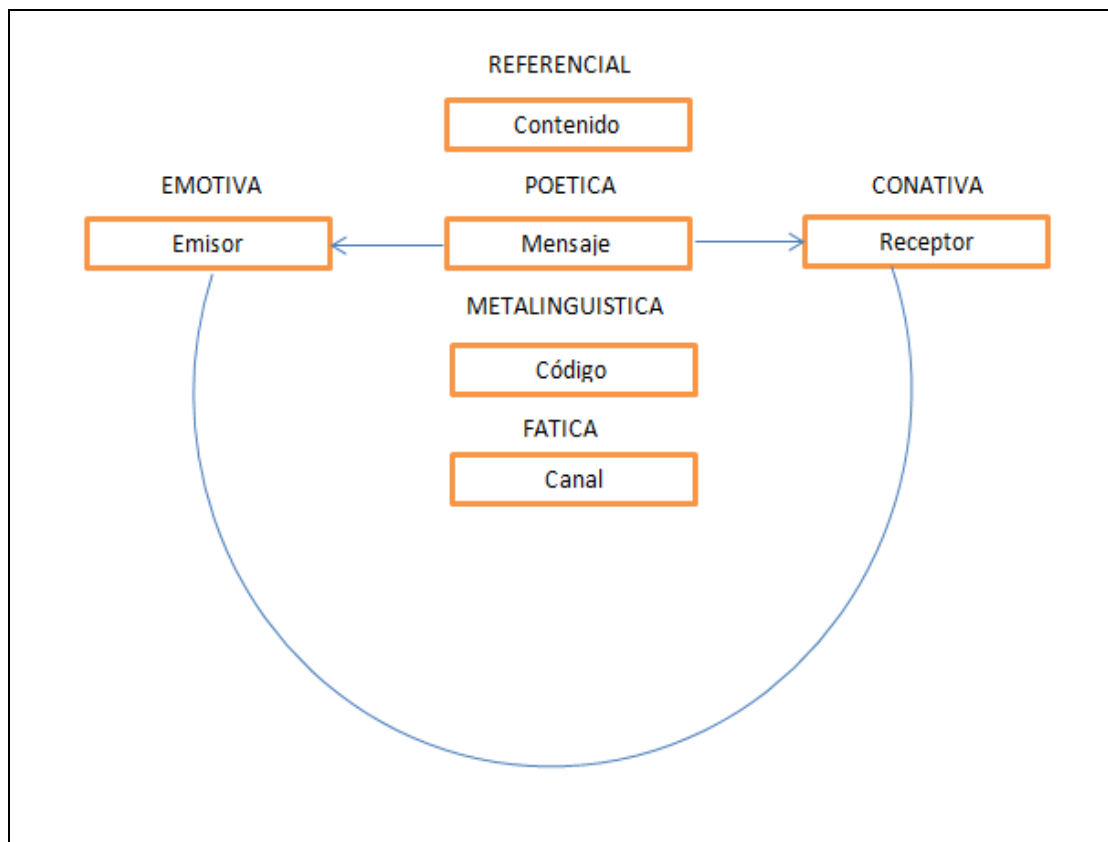 REFERENCIAL
Contenido
EMOTIVA
POETICA
CONATIVA
Emisor
Mensaje
Receptor
METALINGUISTICA
Código
FATICA
Canal